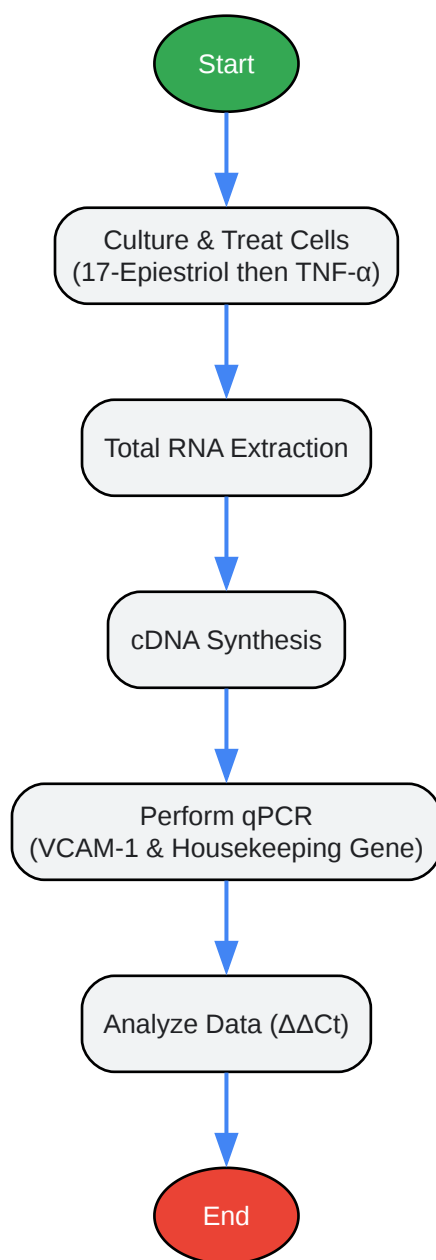 Start
Culture & Treat Cells
(17-Epiestriol then TNF-α)
Total RNA Extraction
cDNA Synthesis
Perform qPCR
(VCAM-1 & Housekeeping Gene)
Analyze Data (ΔΔCt)
End